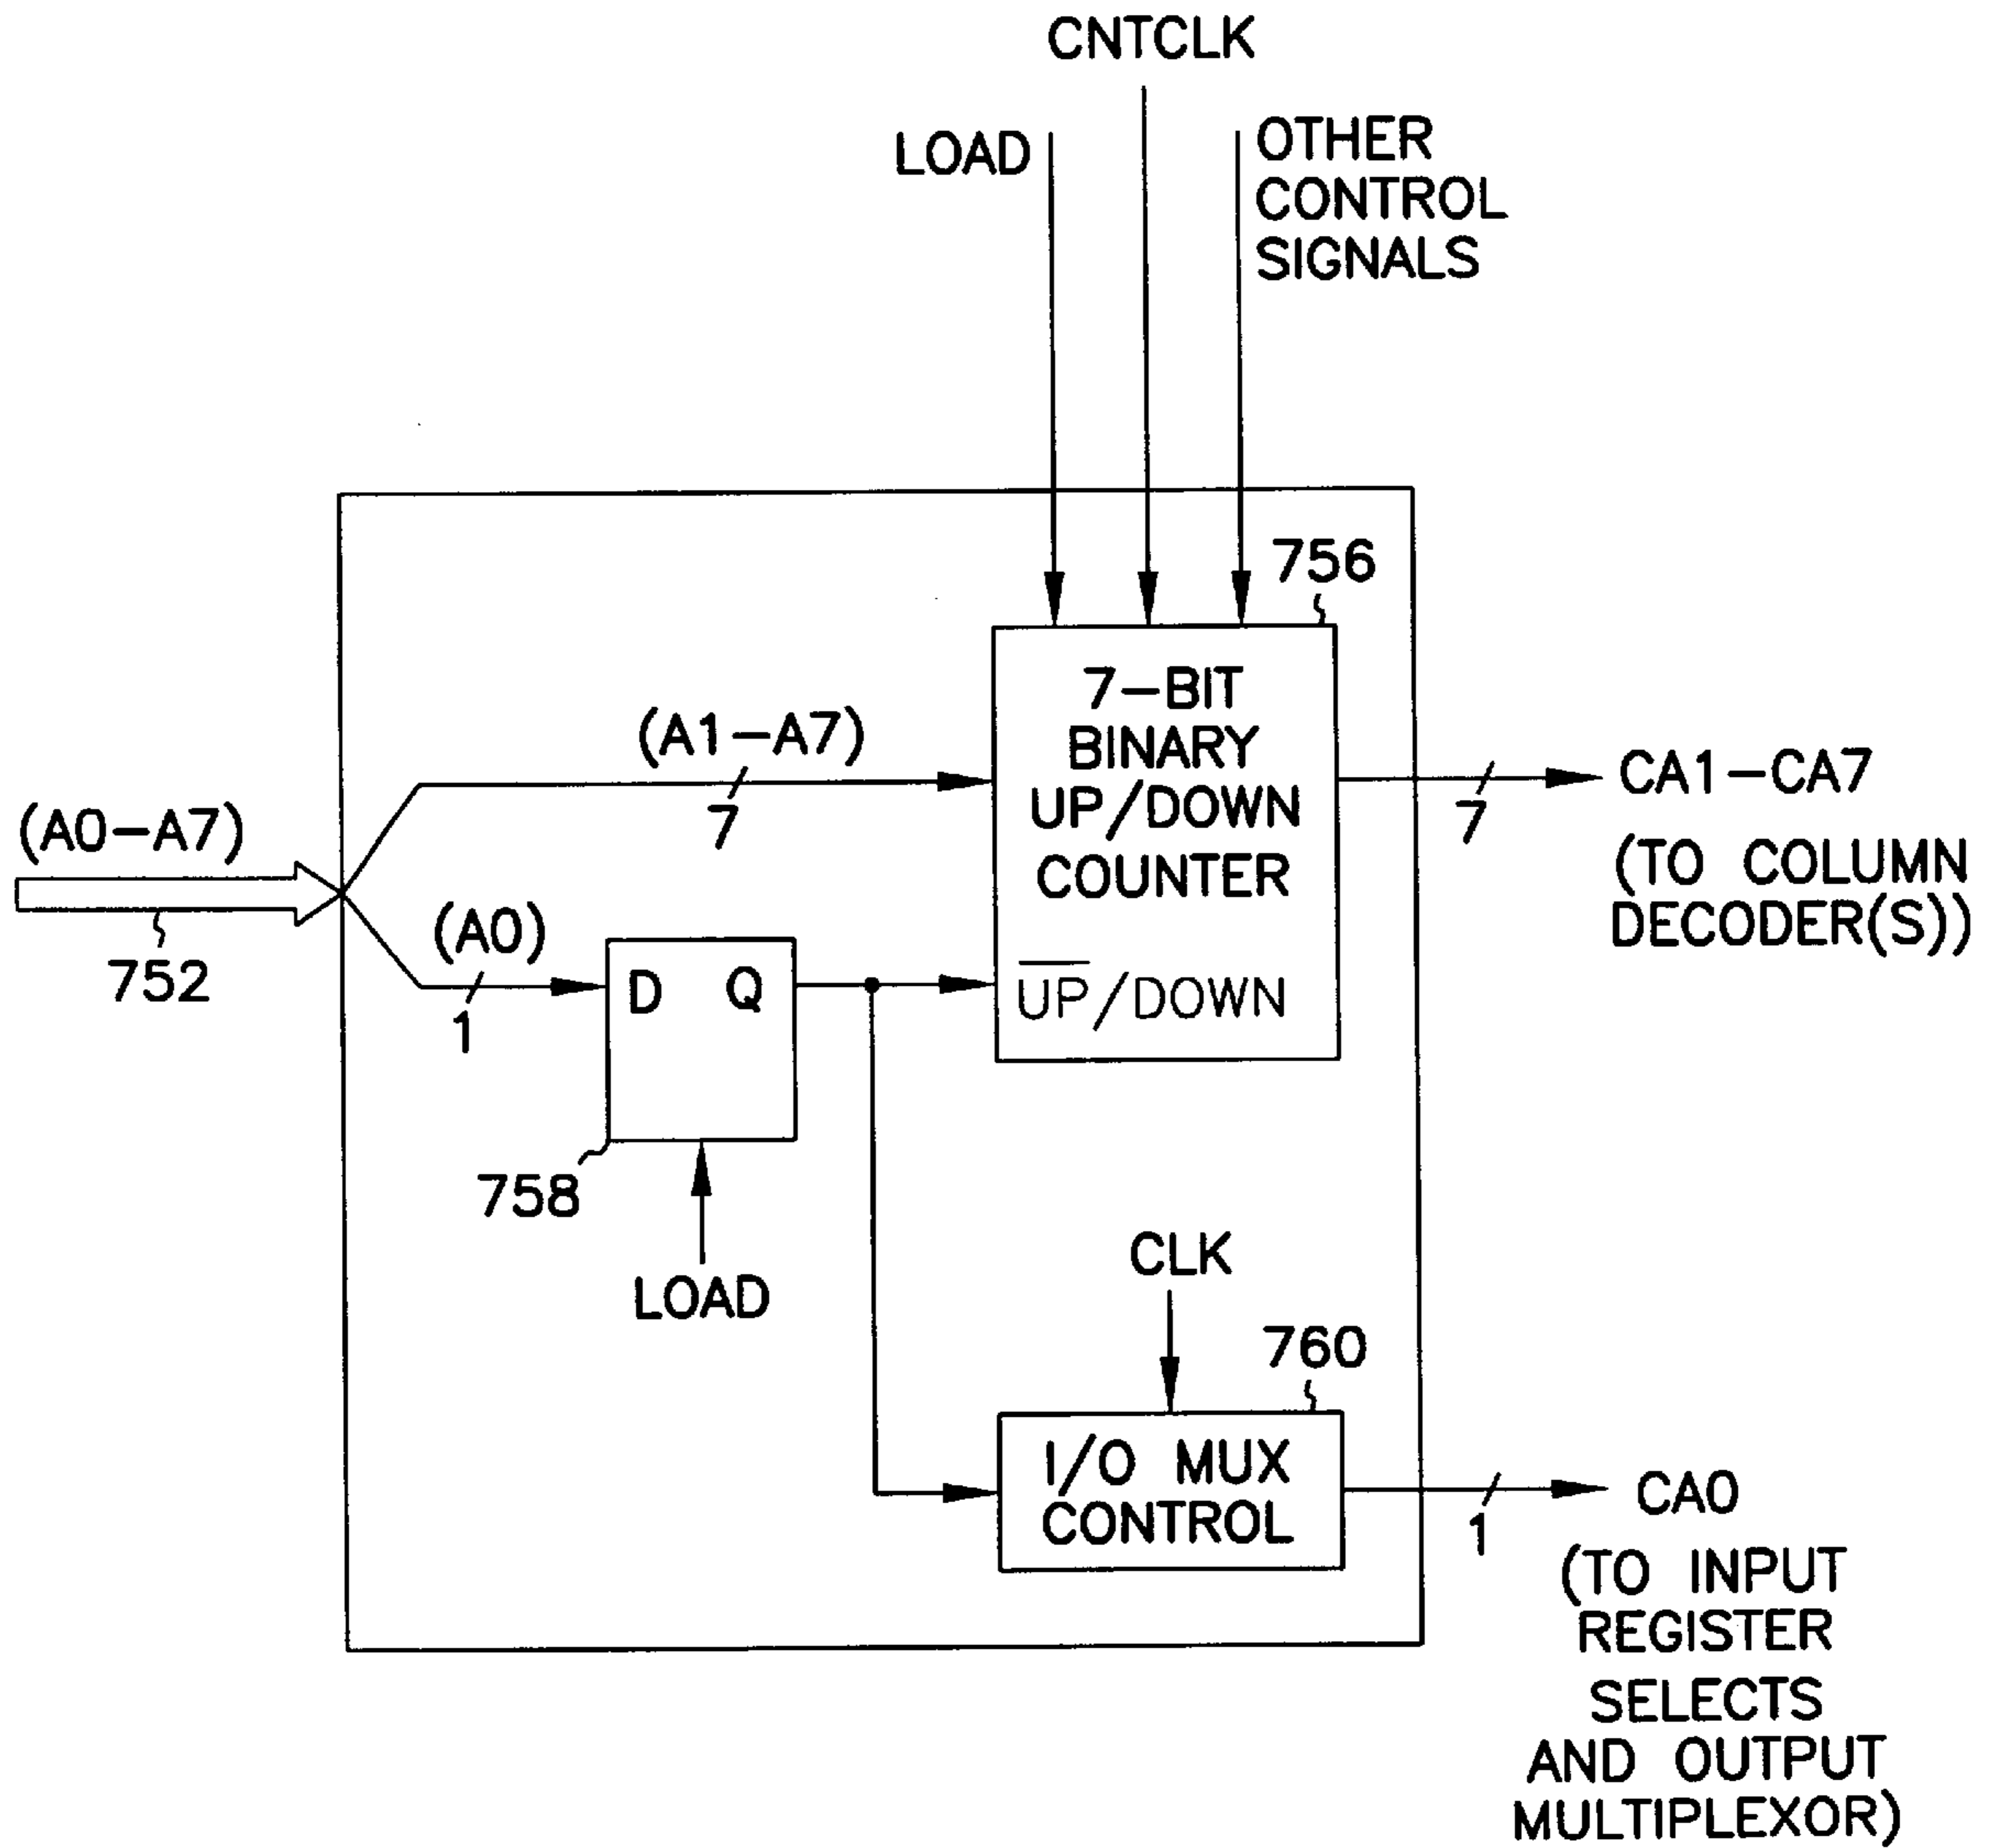 CNTCLK
LOAD
OTHER
CONTROL
SIGNALS
756
7-BIT
BINARY
UP/DOWN
COUNTER
U̅P̅/DOWN
(A1-A7)
7
7
CA1-CA7
(TO COLUMN
DECODER(S))
(A0-A7)
752
(A0)
1
D Q
758
LOAD
CLK
760
I/O MUX
CONTROL
1
CA0
(TO INPUT
REGISTER
SELECTS
AND OUTPUT
MULTIPLEXOR)